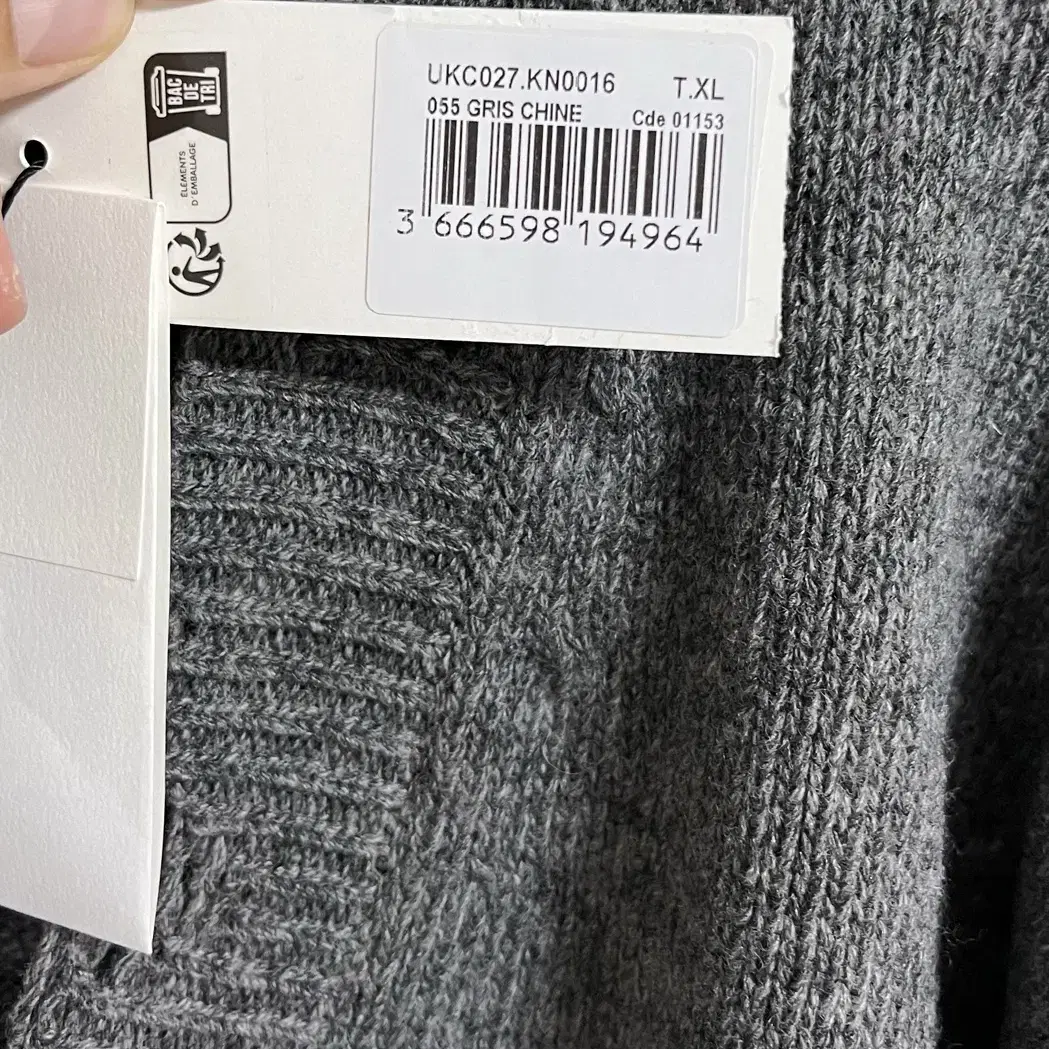 BAC
DE
TRI
ÉLÉMENTS
D'EMBALLAGE
UKC027.KN0016 T.XL
055 GRIS CHINE Cde 01153
3 666598 194964